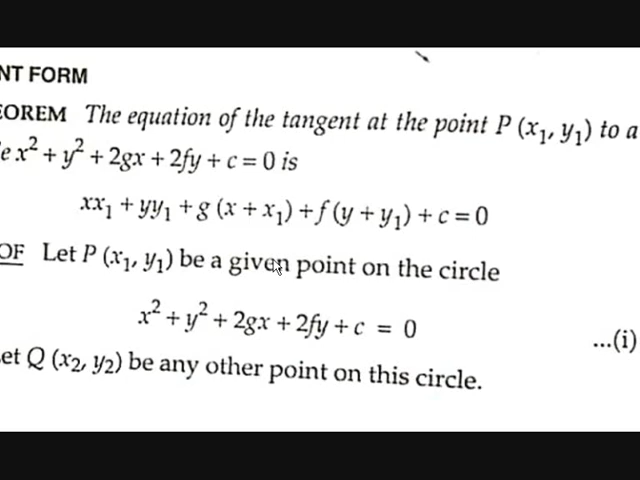 NT FORM
EOREM The equation of the tangent at the point P (x₁, y₁) to a
e x² + y² + 2gx + 2fy + c = 0 is
xx₁ + yy₁ + g (x + x₁) + f (y + y₁) + c = 0
OF Let P (x₁, y₁) be a given point on the circle
x² + y² + 2gx + 2fy + c = 0 ...(i)
et Q (x₂, y₂) be any other point on this circle.